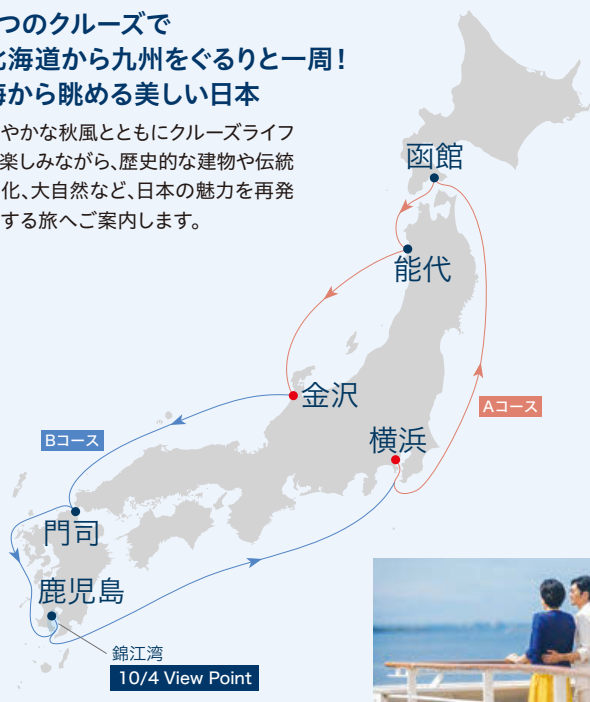 つのクルーズで
海道から九州をぐるりと一周！
から眺める美しい日本
やかな秋風とともにクルーズライフ
楽しみながら、歴史的な建物や伝統
化、大自然など、日本の魅力を再発
する旅へご案内します。
函館
能代
金沢
Aコース
横浜
Bコース
門司
鹿児島
錦江湾
10/4 View Point